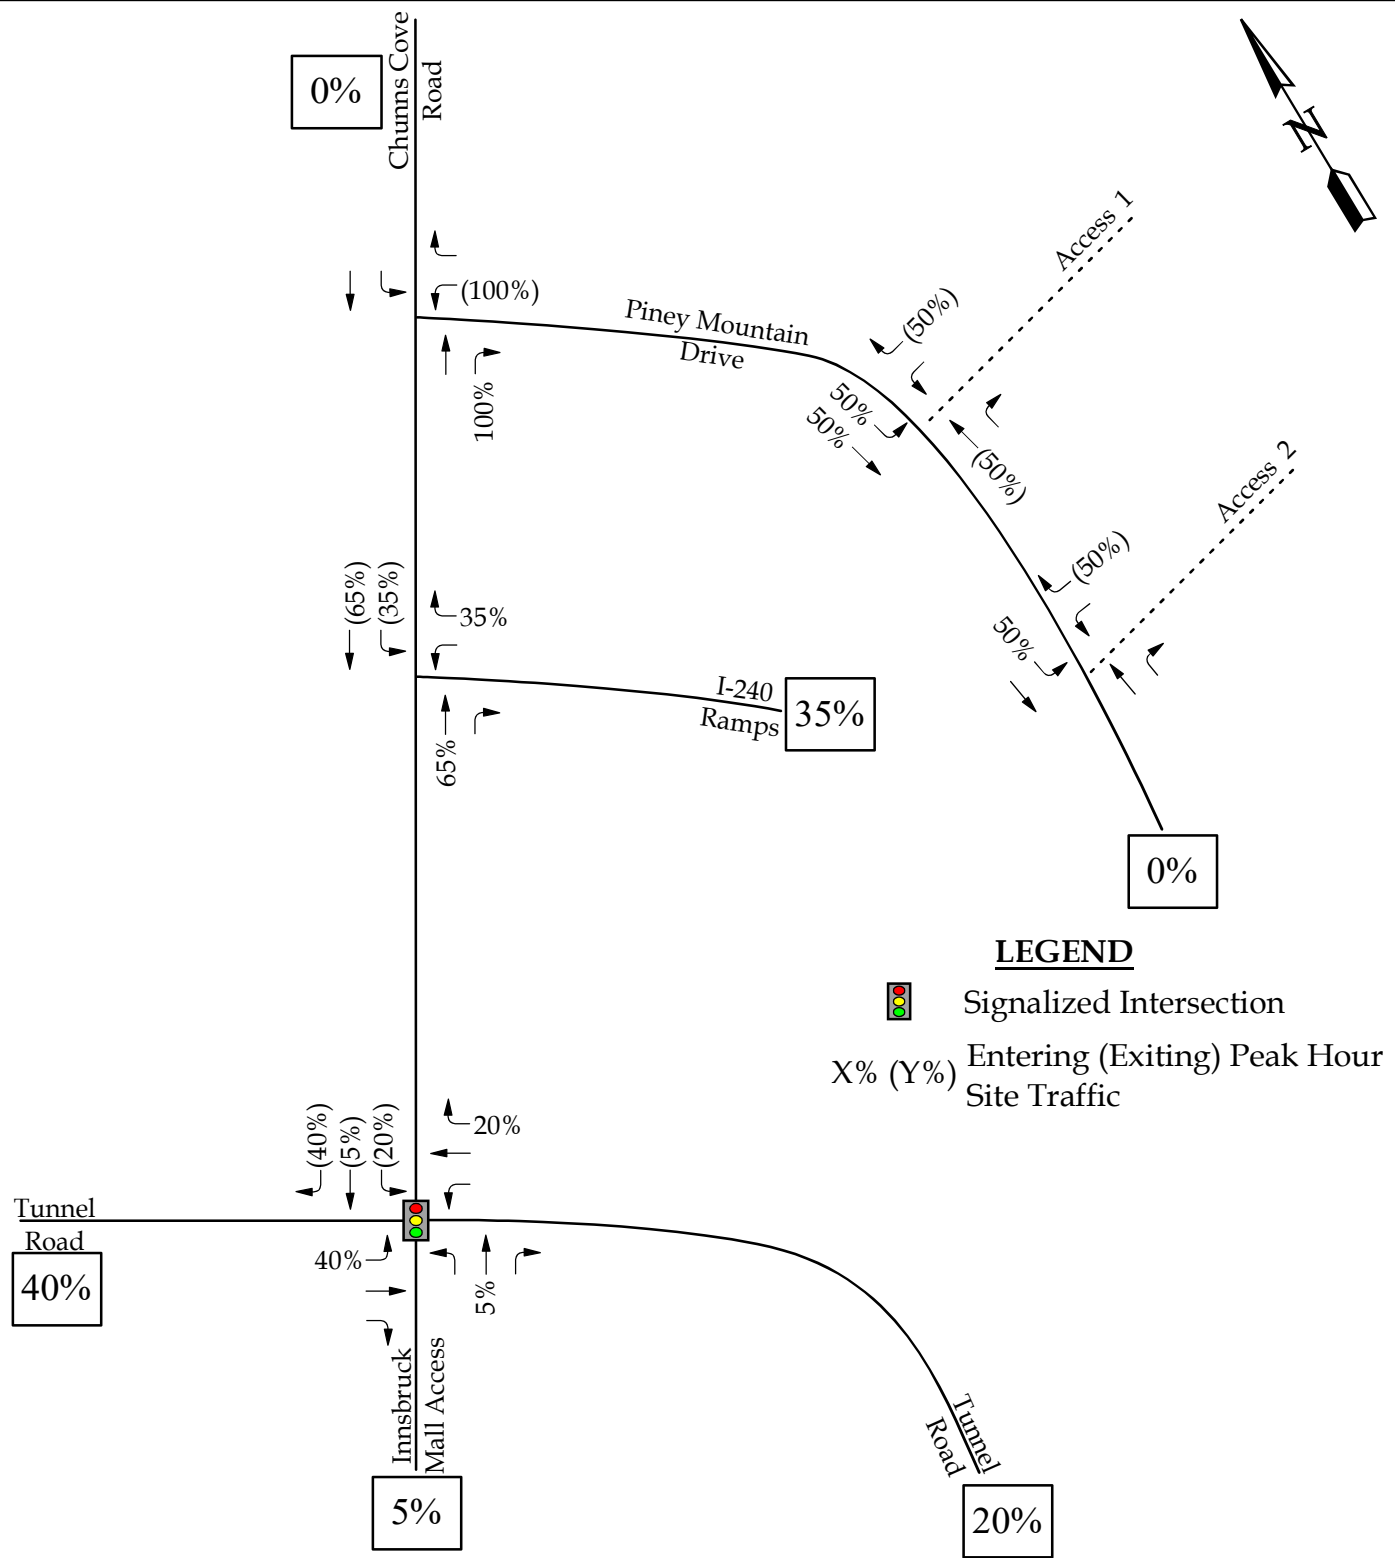 0%
Chunns Cove
Road
N
Access 1
(100%)
Piney Mountain
Drive
(50%)
100%
50%
50%
(50%)
Access 2
(65%)
(35%)
35%
(50%)
50%
65%
I-240
Ramps
35%
0%
LEGEND
Signalized Intersection
X% (Y%) Entering (Exiting) Peak Hour
Site Traffic
(40%)
(5%)
(20%)
20%
Tunnel
Road
40%
40%
5%
Innsbruck
Mall Access
Tunnel
Road
5%
20%